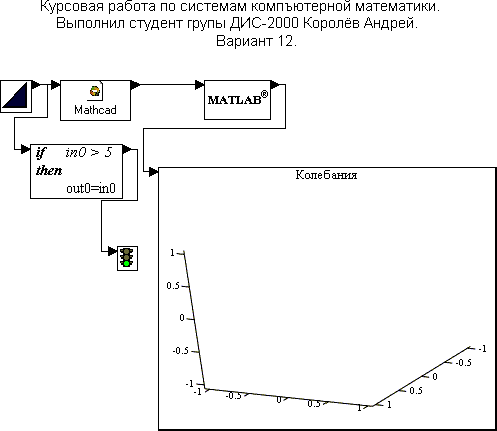 Курсовая работа по системам компъютерной математики.
Выполнил студент групы ДИС-2000 Королёв Андрей.
Вариант 12.
Mathcad
MATLAB®
if in0 > 5
then
out0=in0
Колебания
1
0.5
0
-0.5
-1
-1
-0.5
0
0.5
1
1
0.5
0
-0.5
-1